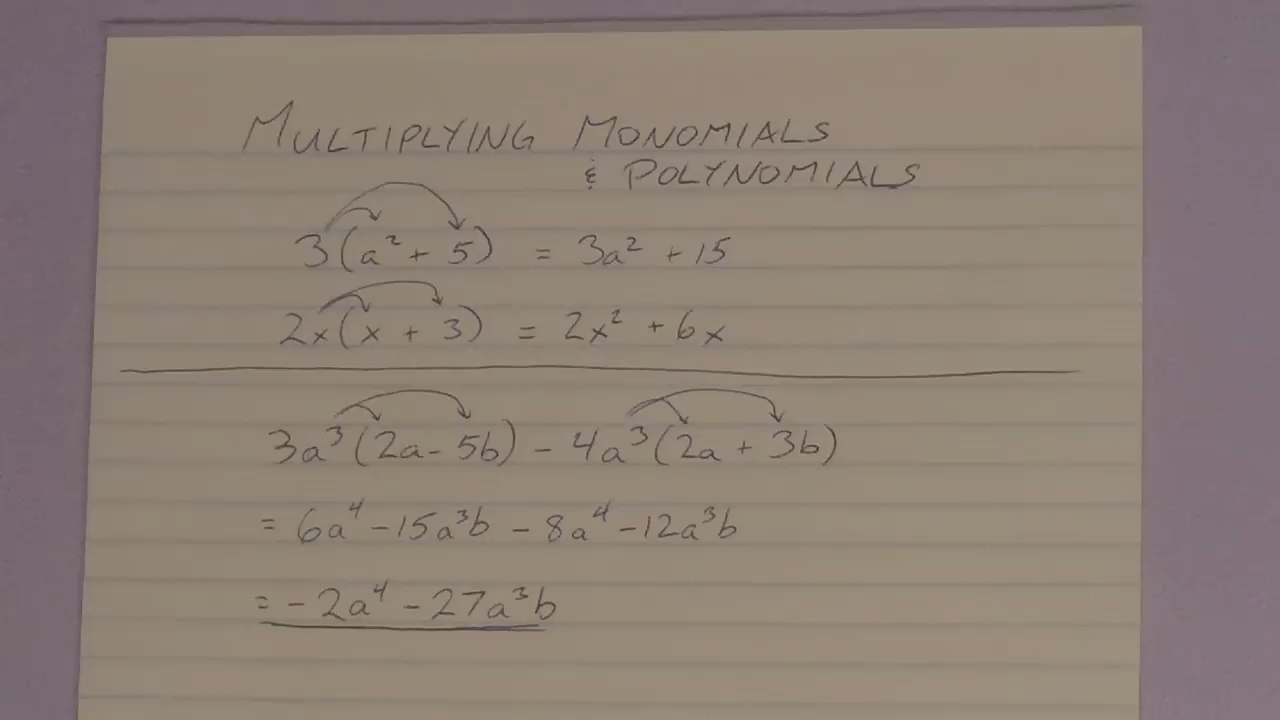 MULTIPLYING MONOMIALS
& POLYNOMIALS
3(a² + 5) = 3a² + 15
2x(x + 3) = 2x² + 6x
3a³(2a - 5b) - 4a³(2a + 3b)
= 6a⁴ - 15a³b - 8a⁴ - 12a³b
= -2a⁴ - 27a³b